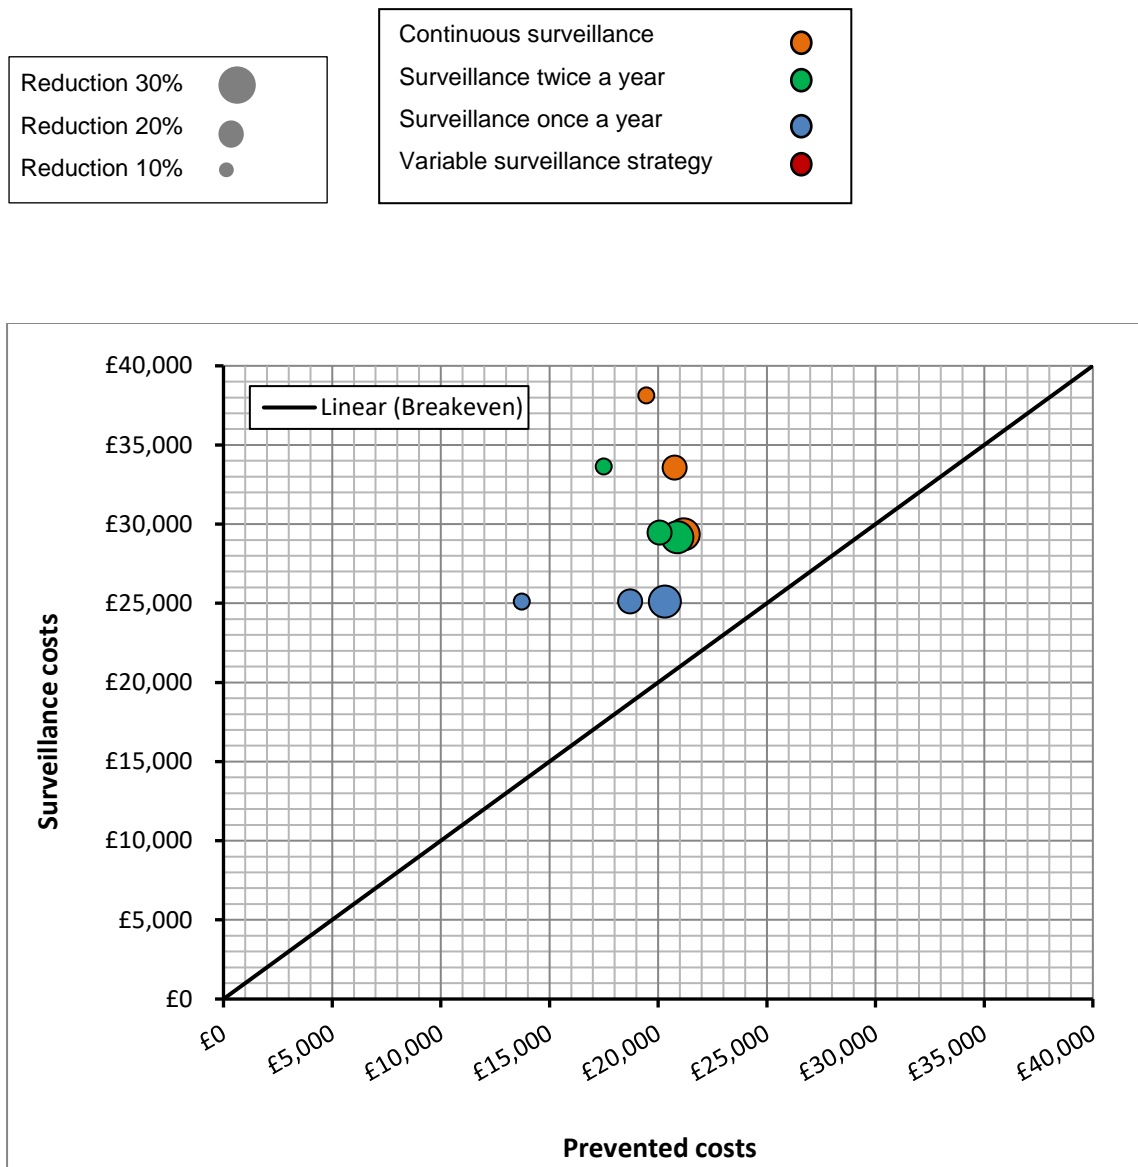 Reduction 30%
Reduction 20%
Reduction 10%
Continuous surveillance
Surveillance twice a year
Surveillance once a year
Variable surveillance strategy
Linear (Breakeven)
Surveillance costs
£40,000
£35,000
£30,000
£25,000
£20,000
£15,000
£10,000
£5,000
£0
£0
£5,000
£10,000
£15,000
£20,000
£25,000
£30,000
£35,000
£40,000
Prevented costs